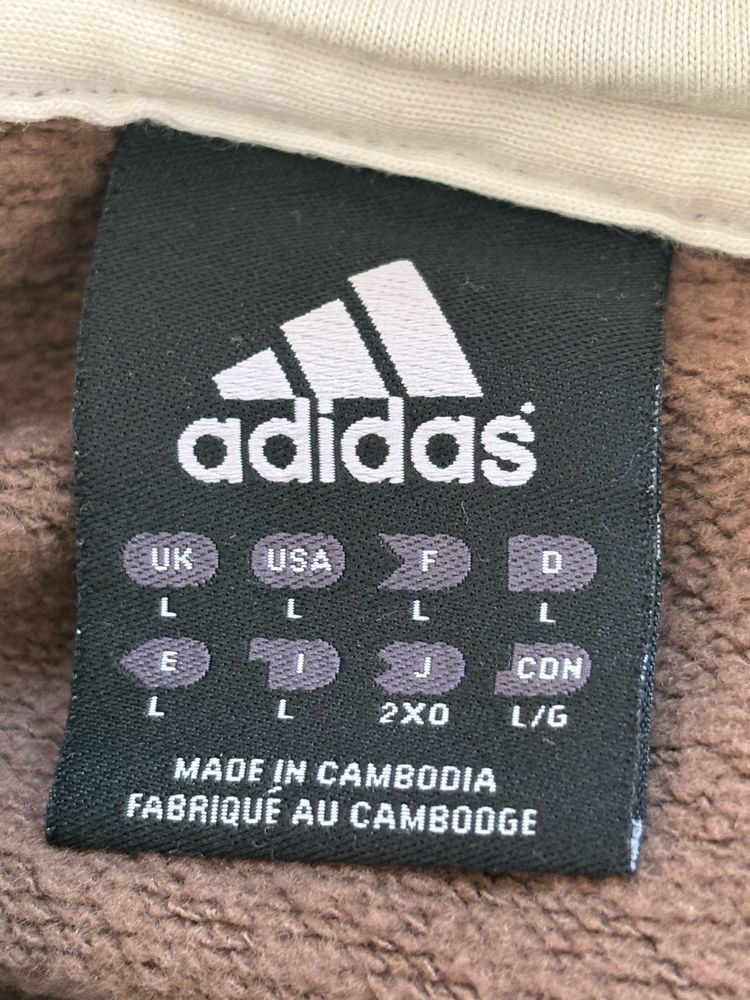 adidas
UK USA F D
L L L L
E I J CDN
L L 2XO L/G
MADE IN CAMBODIA
FABRIQUÉ AU CAMBODGE